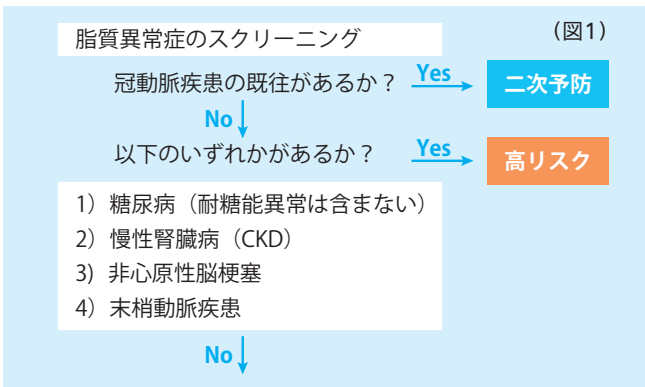 (図1)
脂質異常症のスクリーニング
冠動脈疾患の既往があるか? Yes 二次予防
No
以下のいずれかがあるか? Yes 高リスク
1)糖尿病(耐糖能異常は含まない)
2)慢性腎臓病(CKD)
3) 非心原性脳梗塞
4)末梢動脈疾患
No